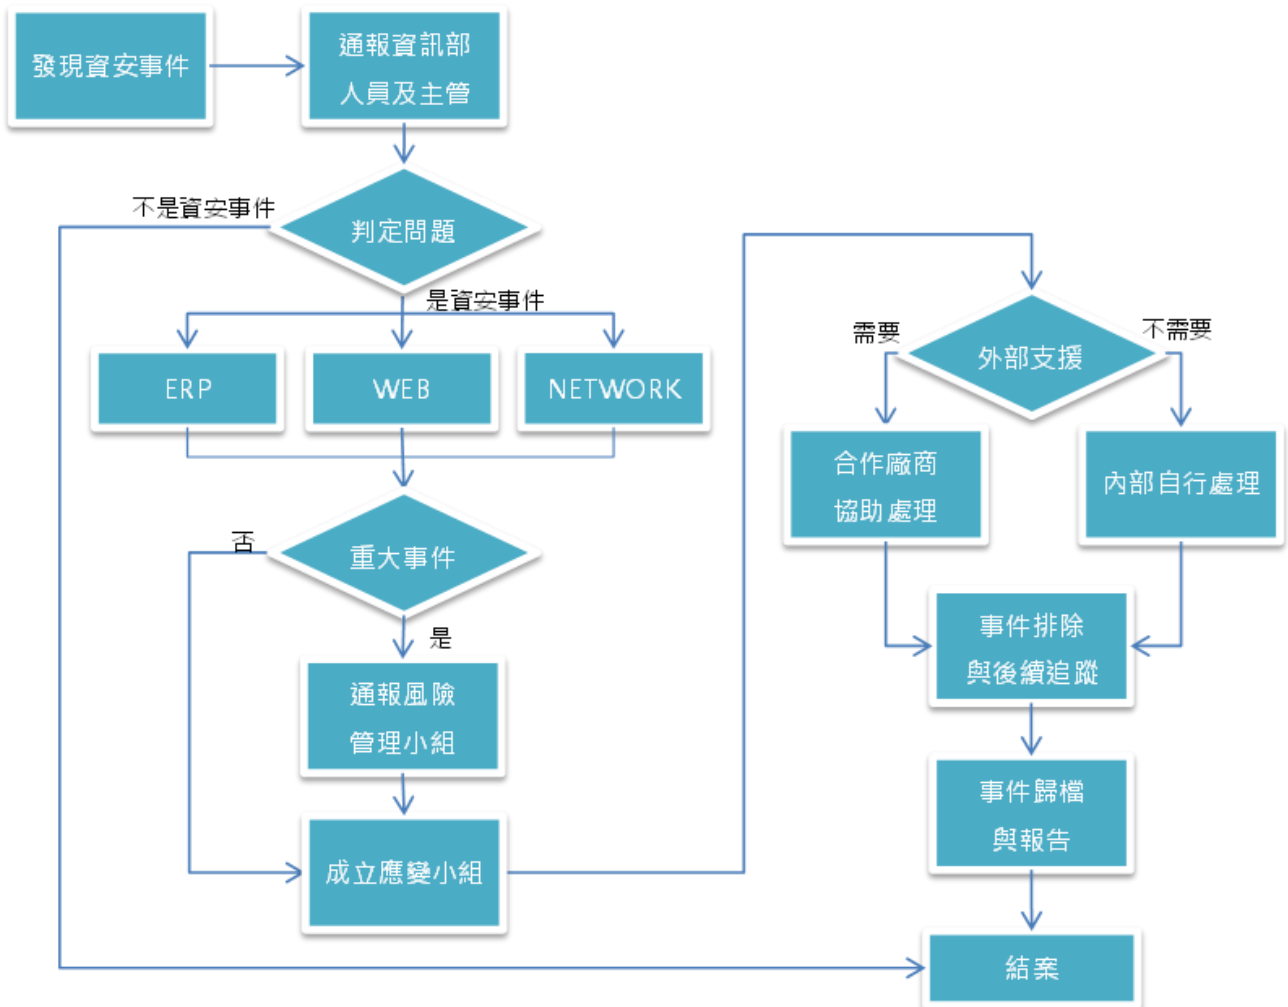 發現資安事件
通報資訊部
人員及主管
不是資安事件
判定問題
是資安事件
ERP
WEB
NETWORK
否
重大事件
是
通報風險
管理小組
成立應變小組
外部支援
需要
不需要
合作廠商
協助處理
內部自行處理
事件排除
與後續追蹤
事件歸檔
與報告
結案